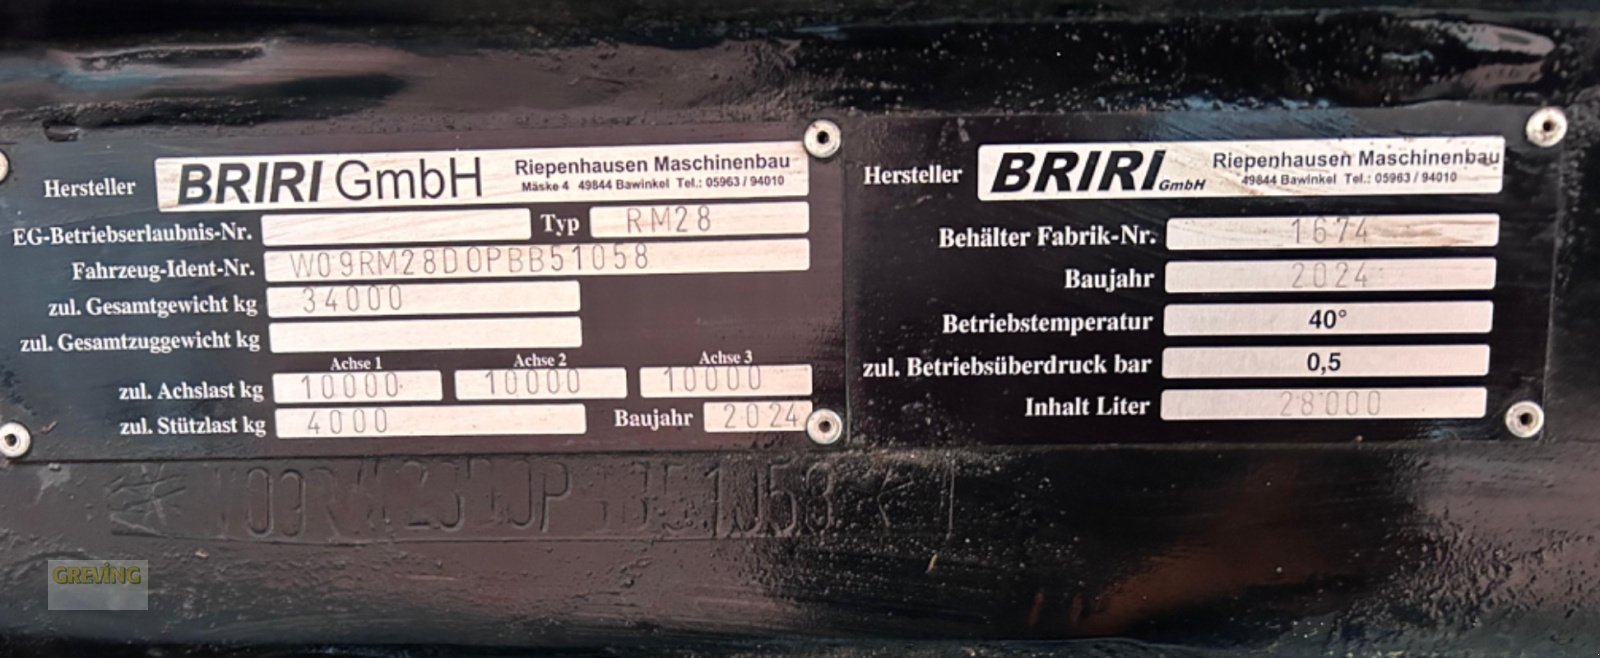 Hersteller BRIRI GmbH Riepenhausen Maschinenbau
Mäske 4 49844 Bawinkel Tel.: 05963 / 94010
EG-Betriebserlaubnis-Nr. Typ RM28
Fahrzeug-Ident-Nr. W09RM28D0PBB51058
zul. Gesamtgewicht kg 34000
zul. Gesamtzuggewicht kg
Achse 1 Achse 2 Achse 3
zul. Achslast kg 10000 10000 10000
zul. Stützlast kg 4000 Baujahr 2024
Hersteller BRIRI GmbH Riepenhausen Maschinenbau
49844 Bawinkel Tel.: 05963 / 94010
Behälter Fabrik-Nr. 1674
Baujahr 2024
Betriebstemperatur 40°
zul. Betriebsüberdruck bar 0,5
Inhalt Liter 28000
GREVING